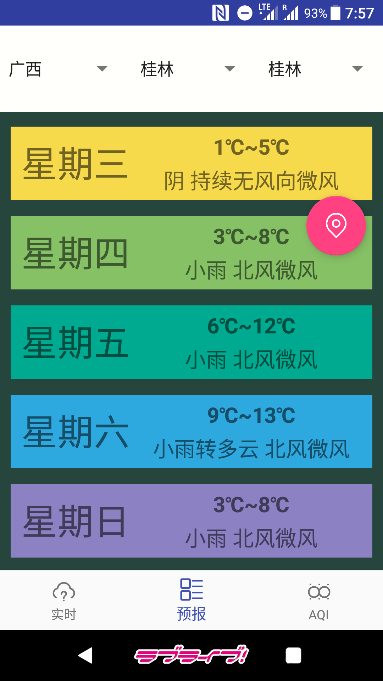 LTE R 93% 7:57
广西 桂林 桂林
星期三
1℃~5℃
阴 持续无风向微风
星期四
3℃~8℃
小雨 北风微风
星期五
6℃~12℃
小雨 北风微风
星期六
9℃~13℃
小雨转多云 北风微风
星期日
3℃~8℃
小雨 北风微风
实时 预报 AQI
ラブライブ!